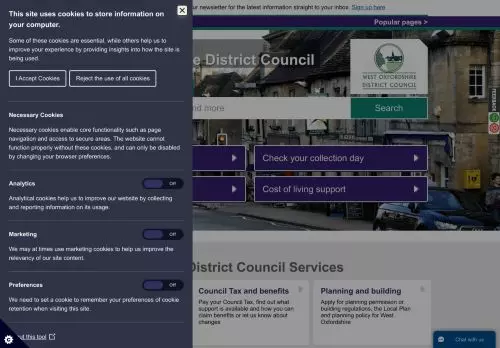 This site uses cookies to store information on
your computer.
Some of these cookies are essential, while others help us to
improve your experience by providing insights into how the site is
being used.
I Accept Cookies
Reject the use of all cookies
Necessary Cookies
Necessary cookies enable core functionality such as page
navigation and access to secure areas. The website cannot
function properly without these cookies, and can only be disabled
by changing your browser preferences.
Analytics
Off
Analytical cookies help us to improve our website by collecting
and reporting information on its usage.
Marketing
Off
We may at times use marketing cookies to help us improve the
relevancy of our site content.
Preferences
Off
We need to set a cookie to remember your preferences of cookie
retention when visiting this site.
this tool
newsletter for the latest information straight to your inbox. Sign up here
Popular pages >
e District Council
WEST OXFORDSHIRE
DISTRICT COUNCIL
nd more
Search
Check your collection day
Cost of living support
FEEDBACK
District Council Services
Council Tax and benefits
Pay your Council Tax, find out what
support is available and how you can
claim benefits or let us know about
changes
Planning and building
Apply for planning permission or
building regulations, the Local Plan
and planning policy for West
Oxfordshire
Chat with us